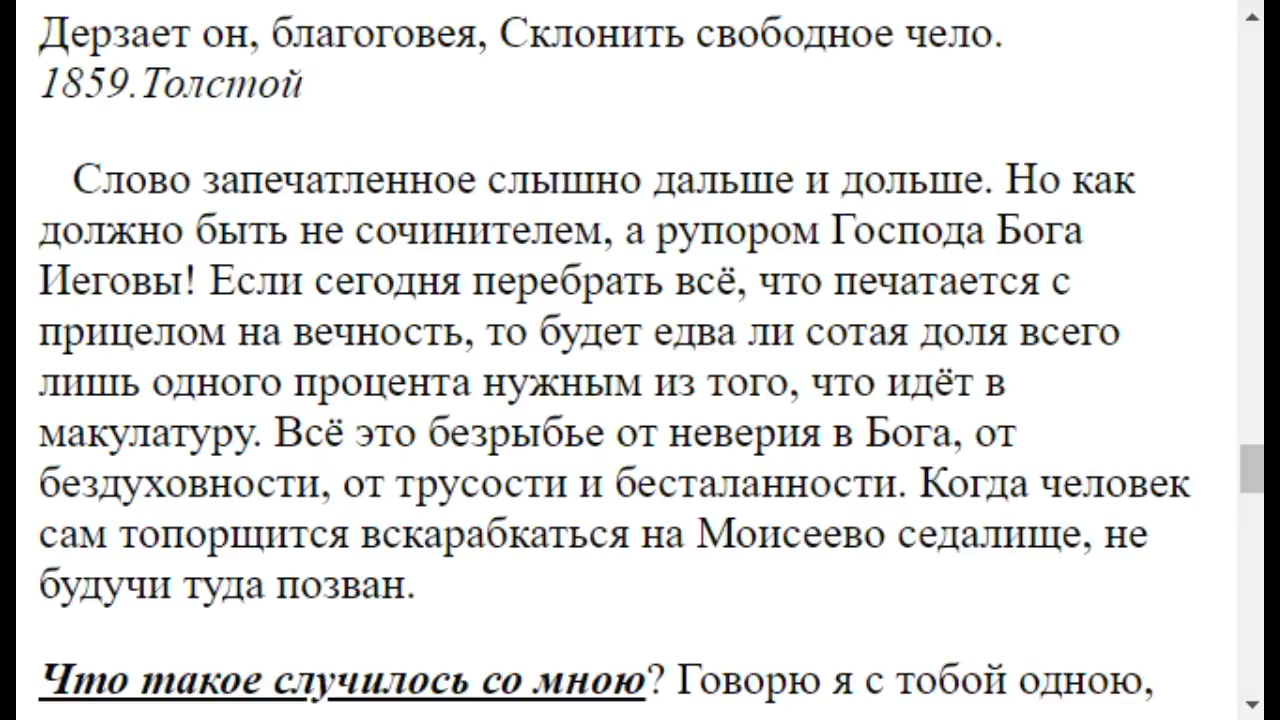 Дерзает он, благоговея, Склонить свободное чело.
1859.Толстой
Слово запечатленное слышно дальше и дольше. Но как
должно быть не сочинителем, а рупором Господа Бога
Иеговы! Если сегодня перебрать всё, что печатается с
прицелом на вечность, то будет едва ли сотая доля всего
лишь одного процента нужным из того, что идёт в
макулатуру. Всё это безрыбье от неверия в Бога, от
бездуховности, от трусости и бесталанности. Когда человек
сам топорщится вскарабкаться на Моисеево седалище, не
будучи туда позван.
Что такое случилось со мною? Говорю я с тобой одною,